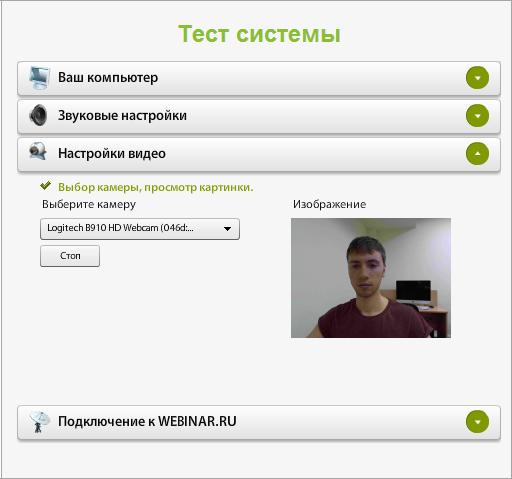 Тест системы
Ваш компьютер
Звуковые настройки
Настройки видео
Выбор камеры, просмотр картинки.
Выберите камеру
Изображение
Logitech B910 HD Webcam (046d:...
Стоп
Подключение к WEBINAR.RU